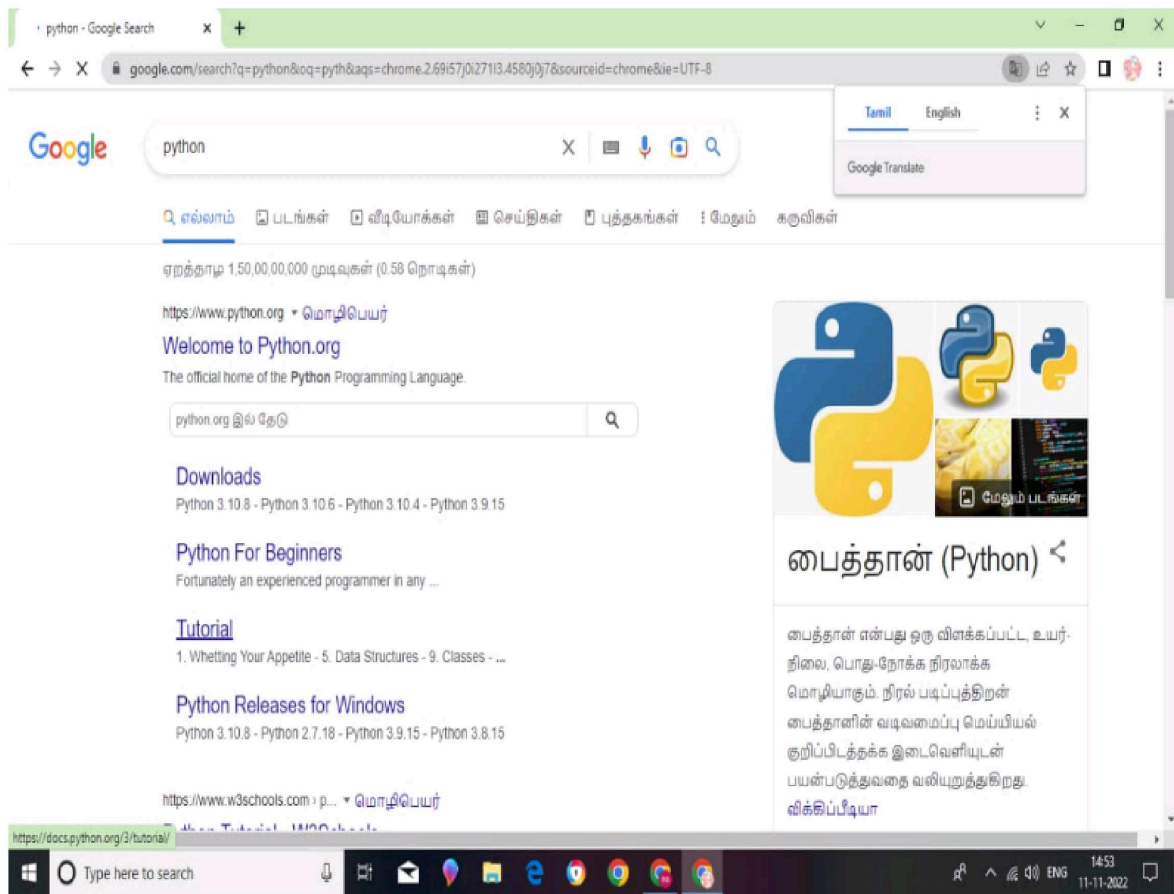 python - Google Search
google.com/search?q=python&oq=pyth&aqs=chrome.2.69i57j0i271l3.4580j0j7&sourceid=chrome&ie=UTF-8
Tamil English
Google Translate
Google python
எல்லாம் படங்கள் வீடியோக்கள் செய்திகள் புத்தகங்கள் மேலும் கருவிகள்
ஏறத்தாழ 1,50,00,00,000 முடிவுகள் (0.58 நொடிகள்)
https://www.python.org மொழிபெயர்
Welcome to Python.org
The official home of the Python Programming Language.
python.org இல் தேடு
Downloads
Python 3.10.8 - Python 3.10.6 - Python 3.10.4 - Python 3.9.15
Python For Beginners
Fortunately an experienced programmer in any ...
Tutorial
1. Whetting Your Appetite - 5. Data Structures - 9. Classes - ...
Python Releases for Windows
Python 3.10.8 - Python 2.7.18 - Python 3.9.15 - Python 3.8.15
https://www.w3schools.com › p... மொழிபெயர்
Python Tutorial - W3Schools
மேலும் படங்கள்
பைத்தான் (Python)
பைத்தான் என்பது ஒரு விளக்கப்பட்ட, உயர்-
நிலை, பொது-நோக்க நிரலாக்க
மொழியாகும். நிரல் படிப்புத்திறன்
பைத்தானின் வடிவமைப்பு மெய்யியல்
குறிப்பிடத்தக்க இடைவெளியுடன்
பயன்படுத்துவதை வலியுறுத்துகிறது.
விக்கிப்பீடியா
https://docs.python.org/3/tutorial/
Type here to search
ENG
14:53
11-11-2022